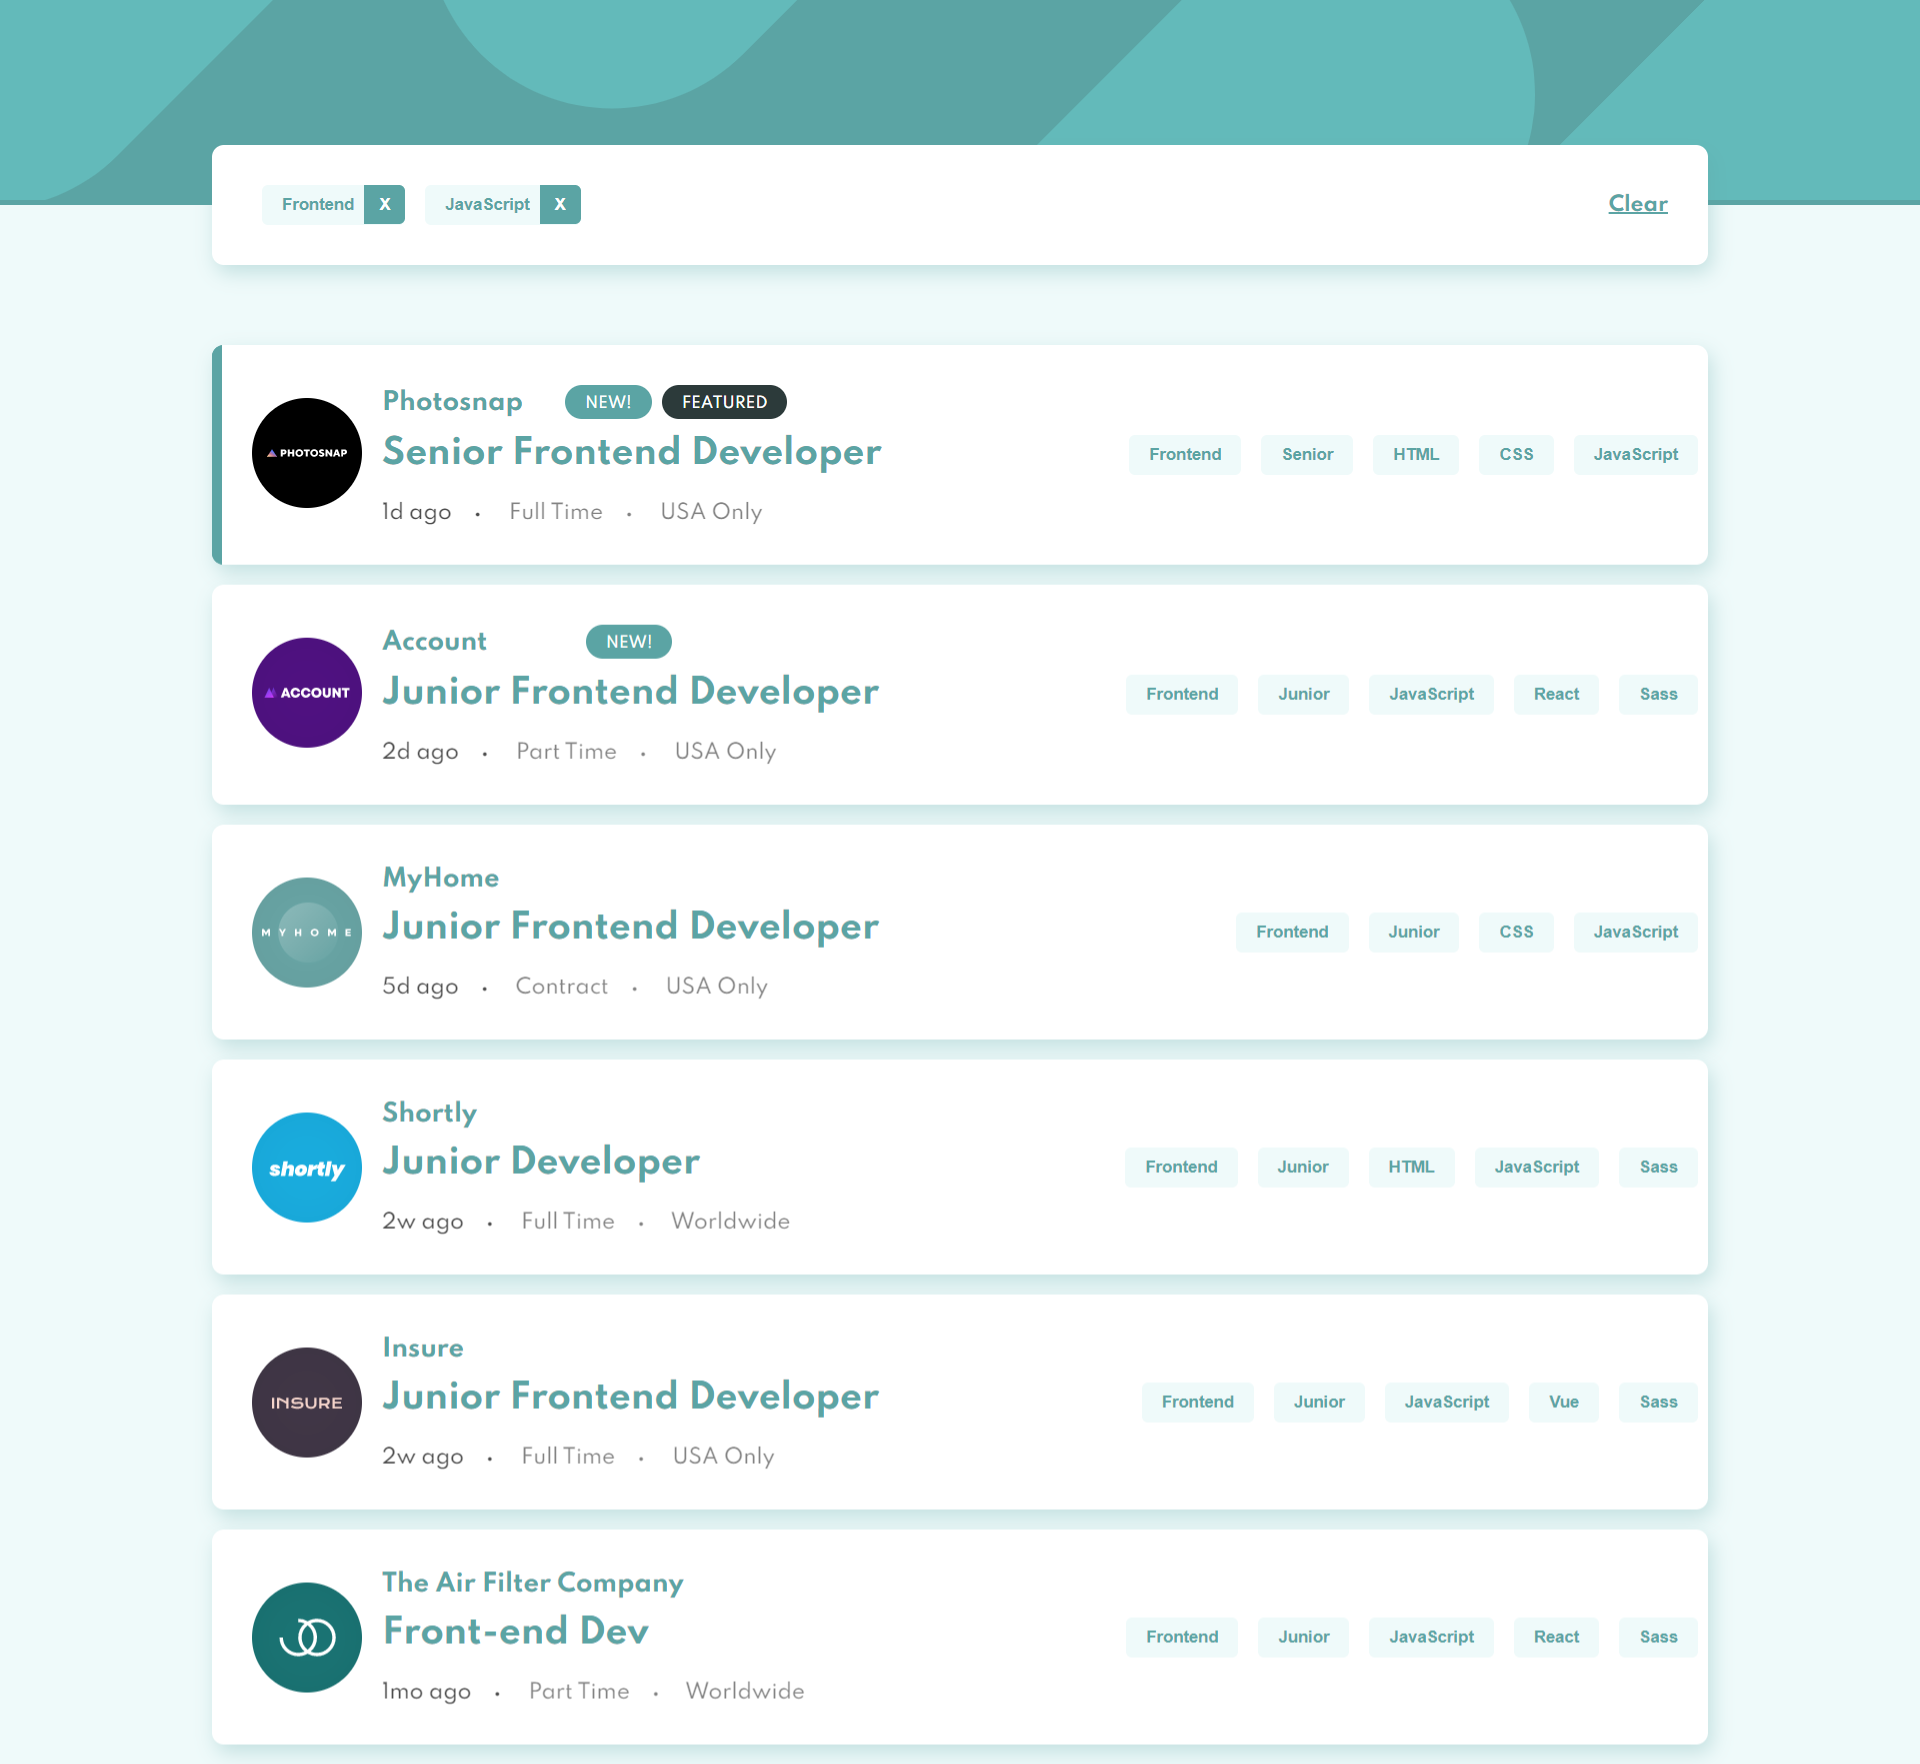 Frontend X JavaScript X Clear
Photosnap NEW! FEATURED
PHOTOSNAP
Senior Frontend Developer
Frontend Senior HTML CSS JavaScript
1d ago • Full Time • USA Only
Account NEW!
ACCOUNT
Junior Frontend Developer
Frontend Junior JavaScript React Sass
2d ago • Part Time • USA Only
MyHome
MYHOME
Junior Frontend Developer
Frontend Junior CSS JavaScript
5d ago • Contract • USA Only
Shortly
shortly
Junior Developer
Frontend Junior HTML JavaScript Sass
2w ago • Full Time • Worldwide
Insure
INSURE
Junior Frontend Developer
Frontend Junior JavaScript Vue Sass
2w ago • Full Time • USA Only
The Air Filter Company
Front-end Dev
Frontend Junior JavaScript React Sass
1mo ago • Part Time • Worldwide